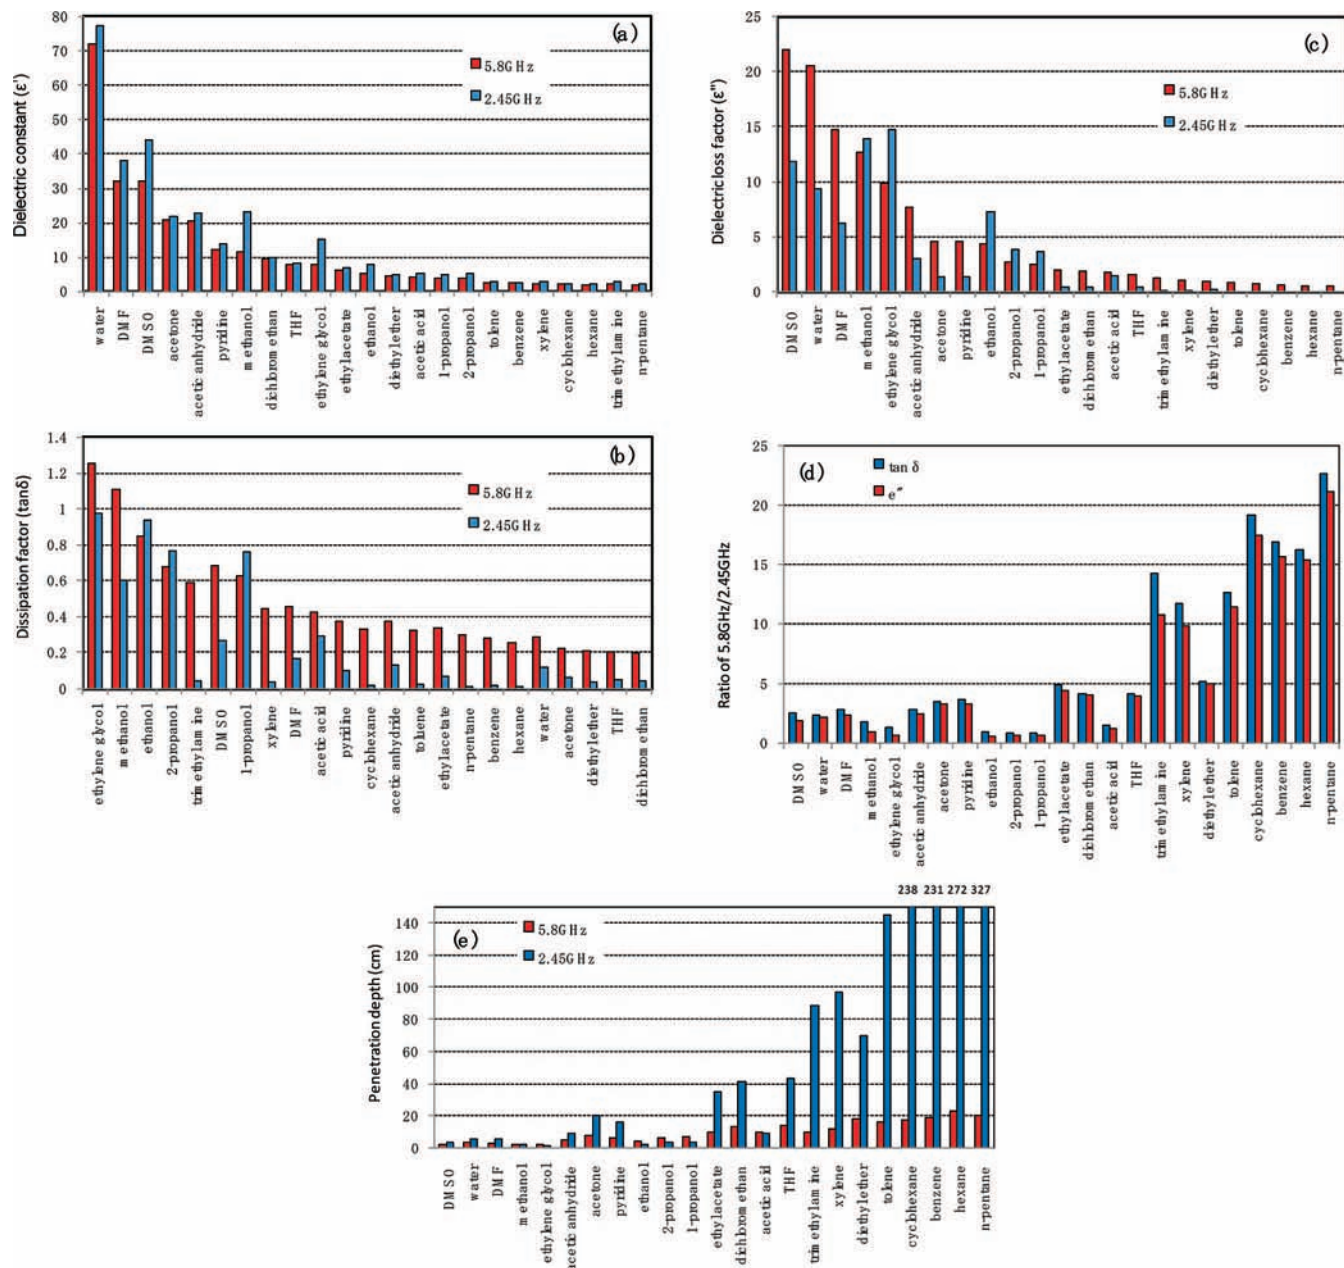 (a)
Dielectric constant (ε')
80
70
60
50
40
30
20
10
0
5.8GHz
2.45GHz
water
DMF
DMSO
acetone
acetic anhydride
pyridine
methanol
dichloromethan
THF
ethylene glycol
ethylacetate
ethanol
diethylether
acetic acid
1-propanol
2-propanol
tolene
benzene
xylene
cyclohexane
hexane
trimethylamine
n-pentane
(c)
Dielectric loss factor (ε")
25
20
15
10
5
0
5.8GHz
2.45GHz
DMSO
water
DMF
methanol
ethylene glycol
acetic anhydride
acetone
pyridine
ethanol
2-propanol
1-propanol
ethylacetate
dichloromethan
acetic acid
THF
trimethylamine
xylene
diethylether
tolene
cyclohexane
benzene
hexane
n-pentane
(b)
Dissipation factor (tanδ)
1.4
1.2
1
0.8
0.6
0.4
0.2
0
5.8GHz
2.45GHz
ethylene glycol
methanol
ethanol
2-propanol
trimethylamine
DMSO
1-propanol
xylene
DMF
acetic acid
pyridine
cyclohexane
acetic anhydride
toluene
ethylacetate
n-pentane
benzene
hexane
water
acetone
diethylether
THF
dichloromethan
(d)
Ratio of 5.8GHz/2.45GHz
25
20
15
10
5
0
tan δ
e"
DMSO
water
DMF
methanol
ethylene glycol
acetic anhydride
acetone
pyridine
ethanol
2-propanol
1-propanol
ethylacetate
dichloromethan
acetic acid
THF
trimethylamine
xylene
diethylether
tolene
cyclohexane
benzene
hexane
n-pentane
238 231 272 327
(e)
Penetration depth (cm)
140
120
100
80
60
40
20
0
5.8GHz
2.45GHz
DMSO
water
DMF
methanol
ethylene glycol
acetic anhydride
acetone
pyridine
ethanol
2-propanol
1-propanol
ethylacetate
dichloromethan
acetic acid
THF
trimethylamine
xylene
diethylether
tolene
cyclohexane
benzene
hexane
n-pentane